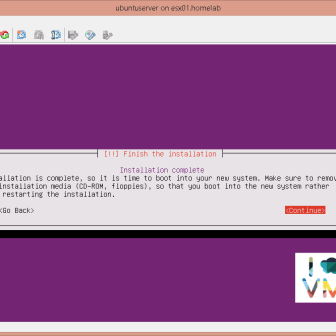 ubuntuserver on esx01.homelab
[!!] Finish the installation
Installation complete
allation is complete, so it is time to boot into your new system. Make sure to remov
installation media (CD-ROM, floppies), so that you boot into the new system rather
restarting the installation.
<Go Back>
<Continue>
I
VM